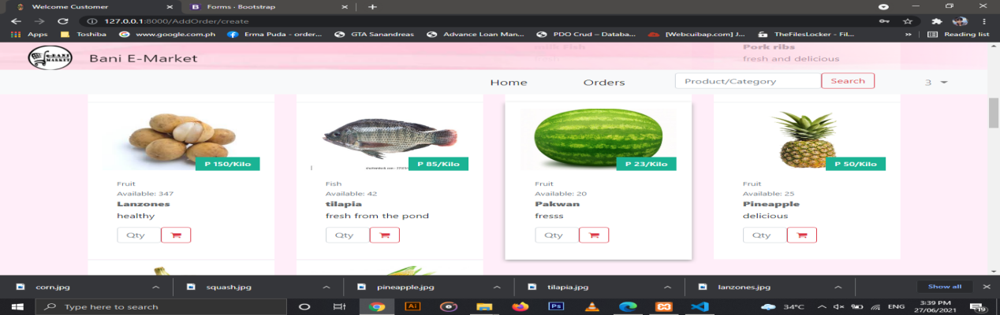 Welcome Customer
Forms · Bootstrap
127.0.0.1:8000/AddOrder/create
Apps
Toshiba
www.google.com.ph
Erma Puda - order...
GTA Sanandreas
Advance Loan Man...
PDO Crud – Databa...
[Webcuibap.com] J...
TheFilesLocker - Fil...
»
Reading list
Bani E-Market
milk Fish
fresh
Pork ribs
fresh and delicious
Home
Orders
Product/Category
Search
3
₱ 150/Kilo
Fruit
Available: 347
Lanzones
healthy
Qty
₱ 85/Kilo
Fish
Available: 42
tilapia
fresh from the pond
Qty
₱ 23/Kilo
Fruit
Available: 20
Pakwan
fresss
Qty
₱ 50/Kilo
Fruit
Available: 25
Pineapple
delicious
Qty
corn.jpg
squash.jpg
pineapple.jpg
tilapia.jpg
lanzones.jpg
Show all
Type here to search
Ai
Ps
34°C
ENG
3:39 PM
27/06/2021
19